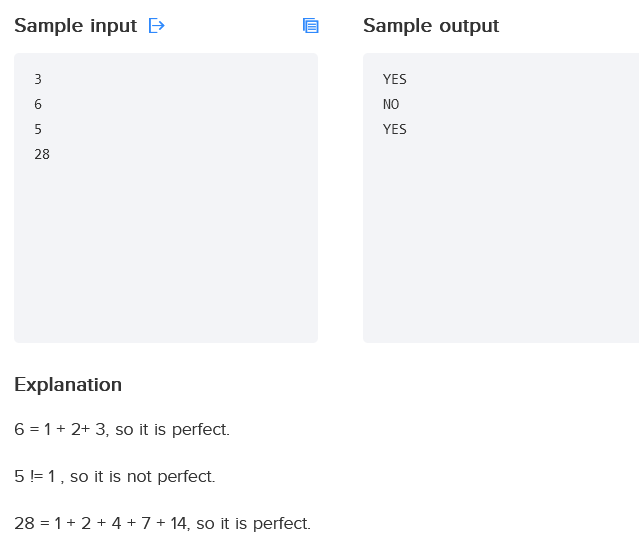 Sample input
3
6
5
28
Sample output
YES
NO
YES
Explanation
6 = 1 + 2+ 3, so it is perfect.
5 != 1 , so it is not perfect.
28 = 1 + 2 + 4 + 7 + 14, so it is perfect.